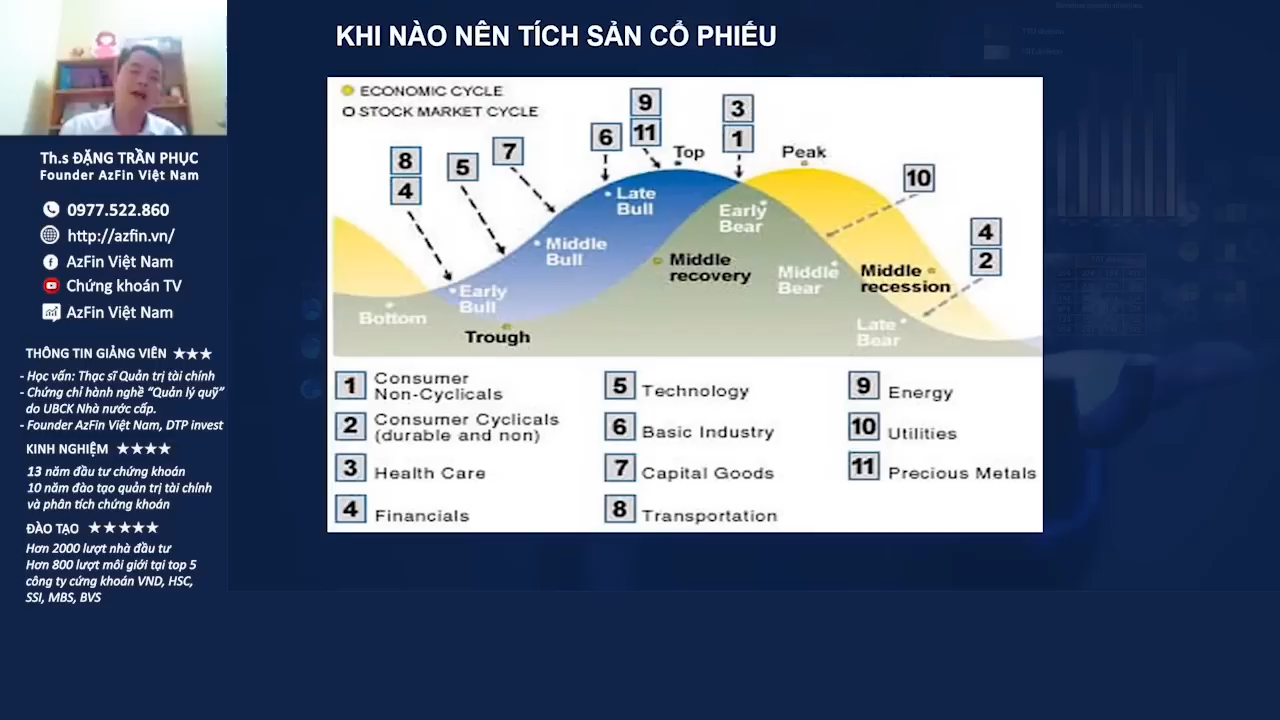 KHI NÀO NÊN TÍCH SẢN CỔ PHIẾU
Th.s ĐẶNG TRẦN PHỤC
Founder AzFin Việt Nam
0977.522.860
http://azfin.vn/
AzFin Việt Nam
Chứng khoán TV
AzFin Việt Nam
THÔNG TIN GIẢNG VIÊN ★★★
- Học vấn: Thạc sĩ Quản trị tài chính
- Chứng chỉ hành nghề “Quản lý quỹ”
do UBCK Nhà nước cấp.
- Founder AzFin Việt Nam, DTP invest
KINH NGHIỆM ★★★★
13 năm đầu tư chứng khoán
10 năm đào tạo quản trị tài chính
và phân tích chứng khoán
ĐÀO TẠO ★★★★★
Hơn 2000 lượt nhà đầu tư
Hơn 800 lượt môi giới tại top 5
công ty cứng khoán VND, HSC,
SSI, MBS, BVS
ECONOMIC CYCLE
STOCK MARKET CYCLE
8
4
5
7
6
9
11
3
1
10
4
2
Top
Peak
Late
Bull
Early
Bear
Middle
Bull
Middle
recovery
Middle
Bear
Middle
recession
Early
Bull
Bottom
Trough
Late
Bear
1 Consumer
Non-Cyclicals
2 Consumer Cyclicals
(durable and non)
3 Health Care
4 Financials
5 Technology
6 Basic Industry
7 Capital Goods
8 Transportation
9 Energy
10 Utilities
11 Precious Metals